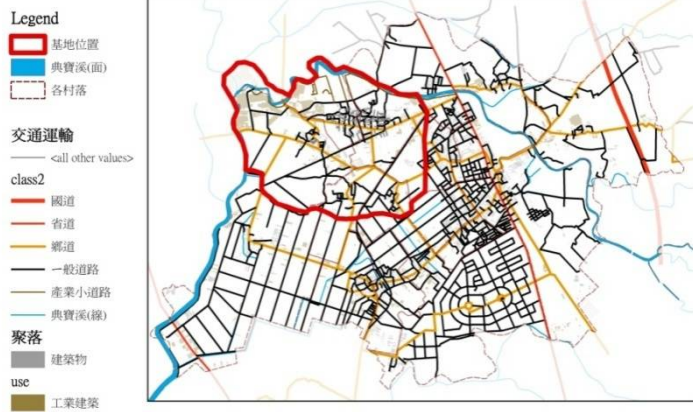 Legend
基地位置
典寶溪(面)
各村落
交通運輸
<all other values>
class2
國道
省道
鄉道
一般道路
產業小道路
典寶溪(線)
聚落
建築物
use
工業建築